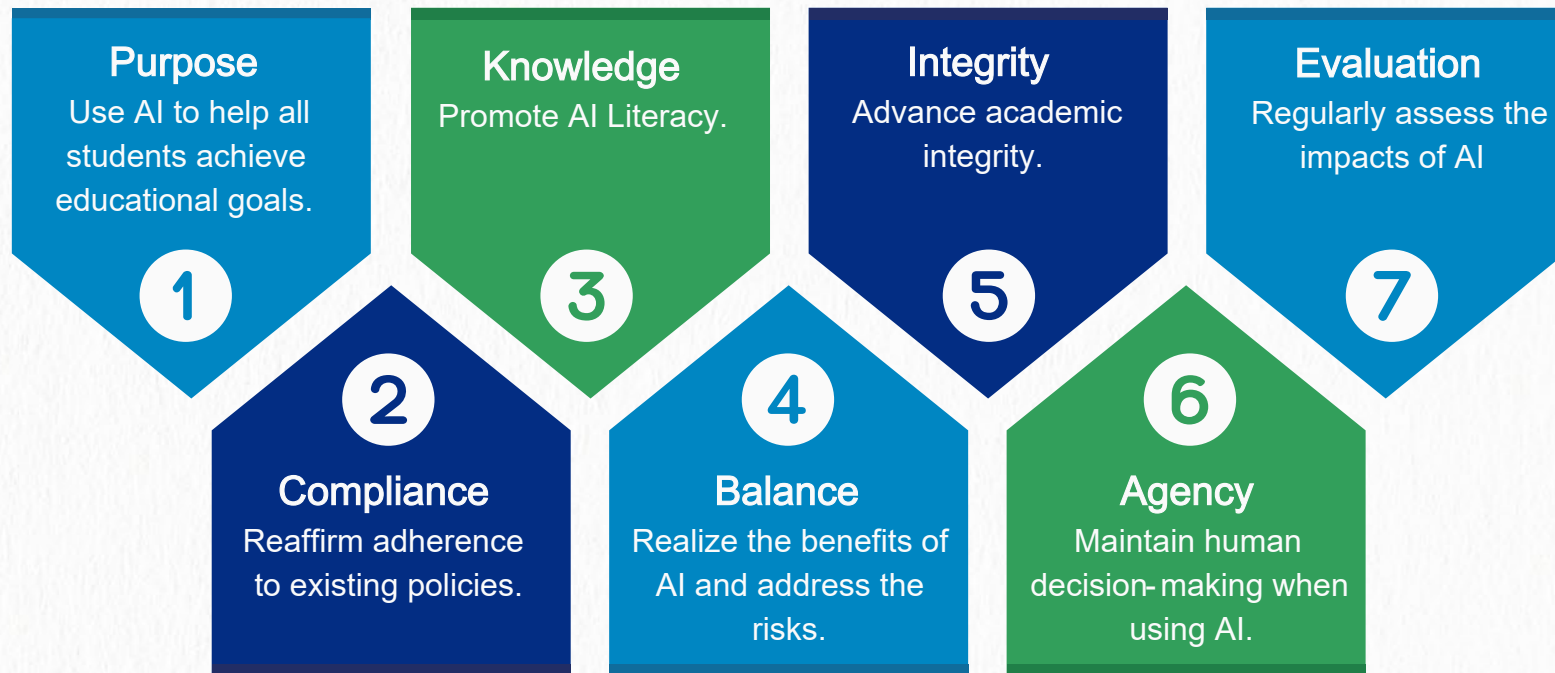 Purpose
Use AI to help all
students achieve
educational goals.
1
2
Compliance
Reaffirm adherence
to existing policies.
Knowledge
Promote AI Literacy.
3
4
Balance
Realize the benefits of
AI and address the
risks.
Integrity
Advance academic
integrity.
5
6
Agency
Maintain human
decision-making when
using AI.
Evaluation
Regularly assess the
impacts of AI
7